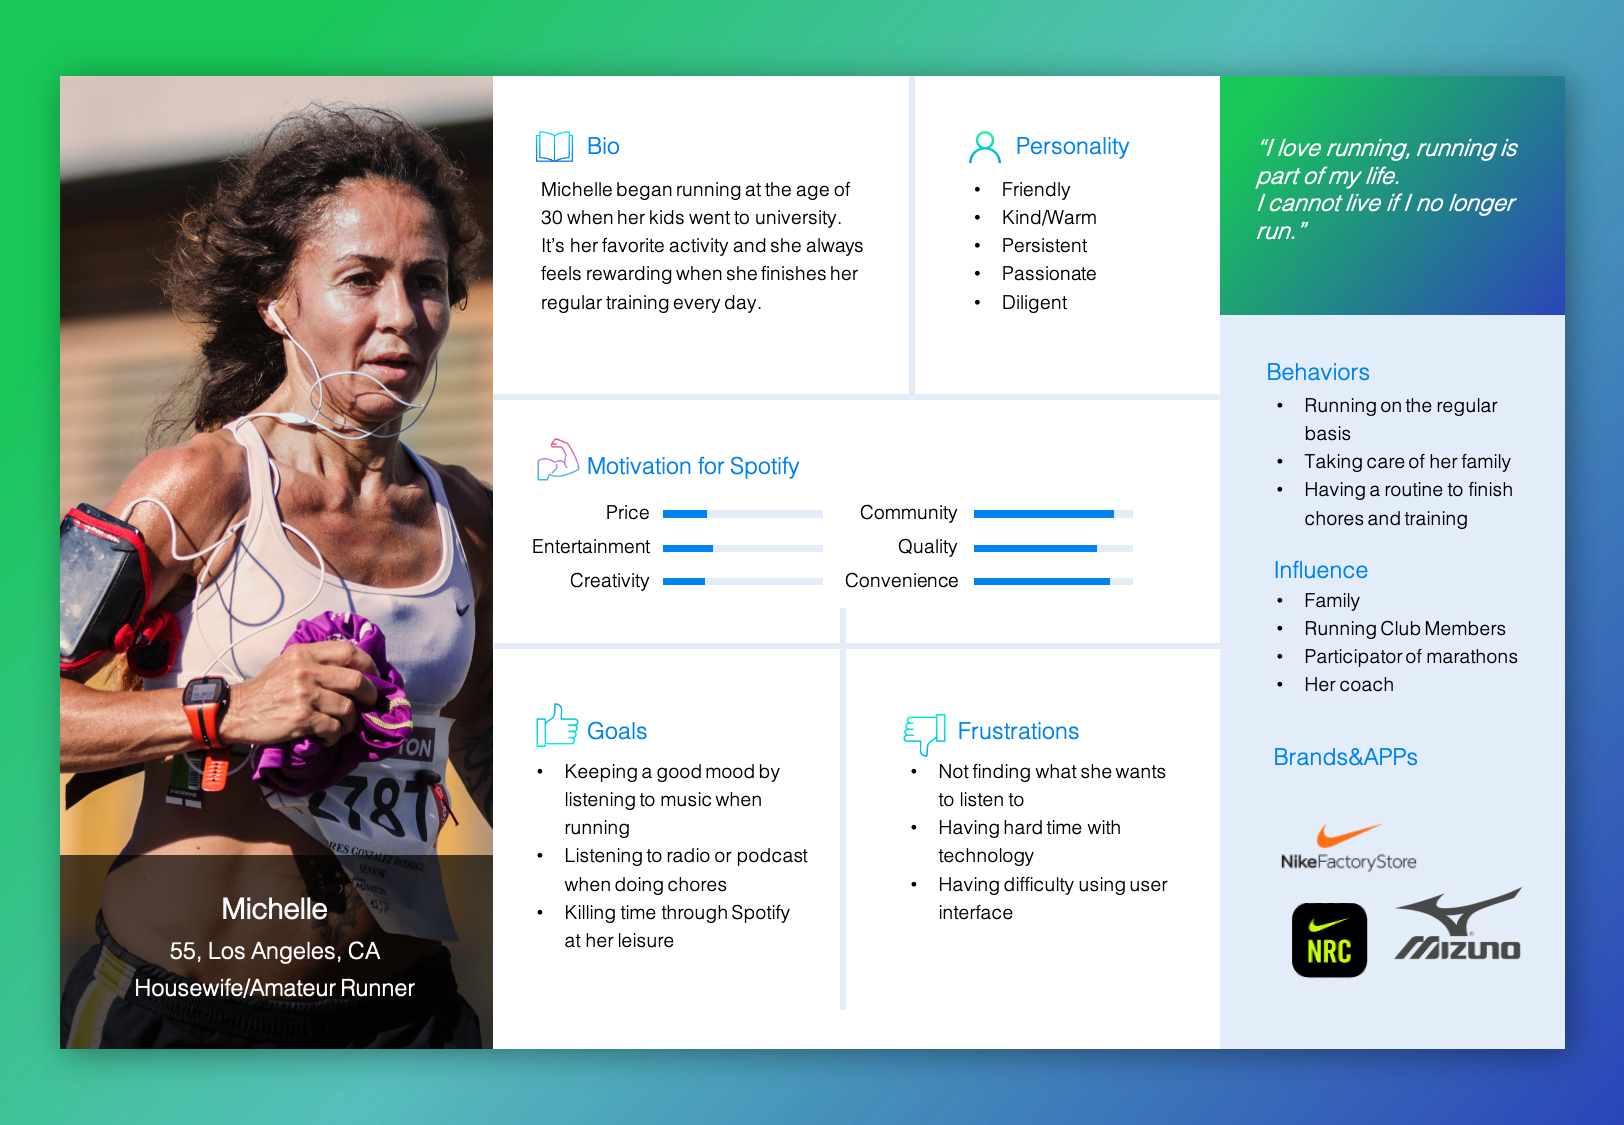 Bio
Michelle began running at the age of
30 when her kids went to university.
It’s her favorite activity and she always
feels rewarding when she finishes her
regular training every day.
Personality
• Friendly
• Kind/Warm
• Persistent
• Passionate
• Diligent
“I love running, running is
part of my life.
I cannot live if I no longer
run.”
Motivation for Spotify
Price
Entertainment
Creativity
Community
Quality
Convenience
Goals
• Keeping a good mood by
listening to music when
running
• Listening to radio or podcast
when doing chores
• Killing time through Spotify
at her leisure
Frustrations
• Not finding what she wants
to listen to
• Having hard time with
technology
• Having difficulty using user
interface
Behaviors
• Running on the regular
basis
• Taking care of her family
• Having a routine to finish
chores and training
Influence
• Family
• Running Club Members
• Participator of marathons
• Her coach
Brands&APPs
NikeFactoryStore
NRC
MIZUNO
TON
2787
SENIOR
Michelle
55, Los Angeles, CA
Housewife/Amateur Runner